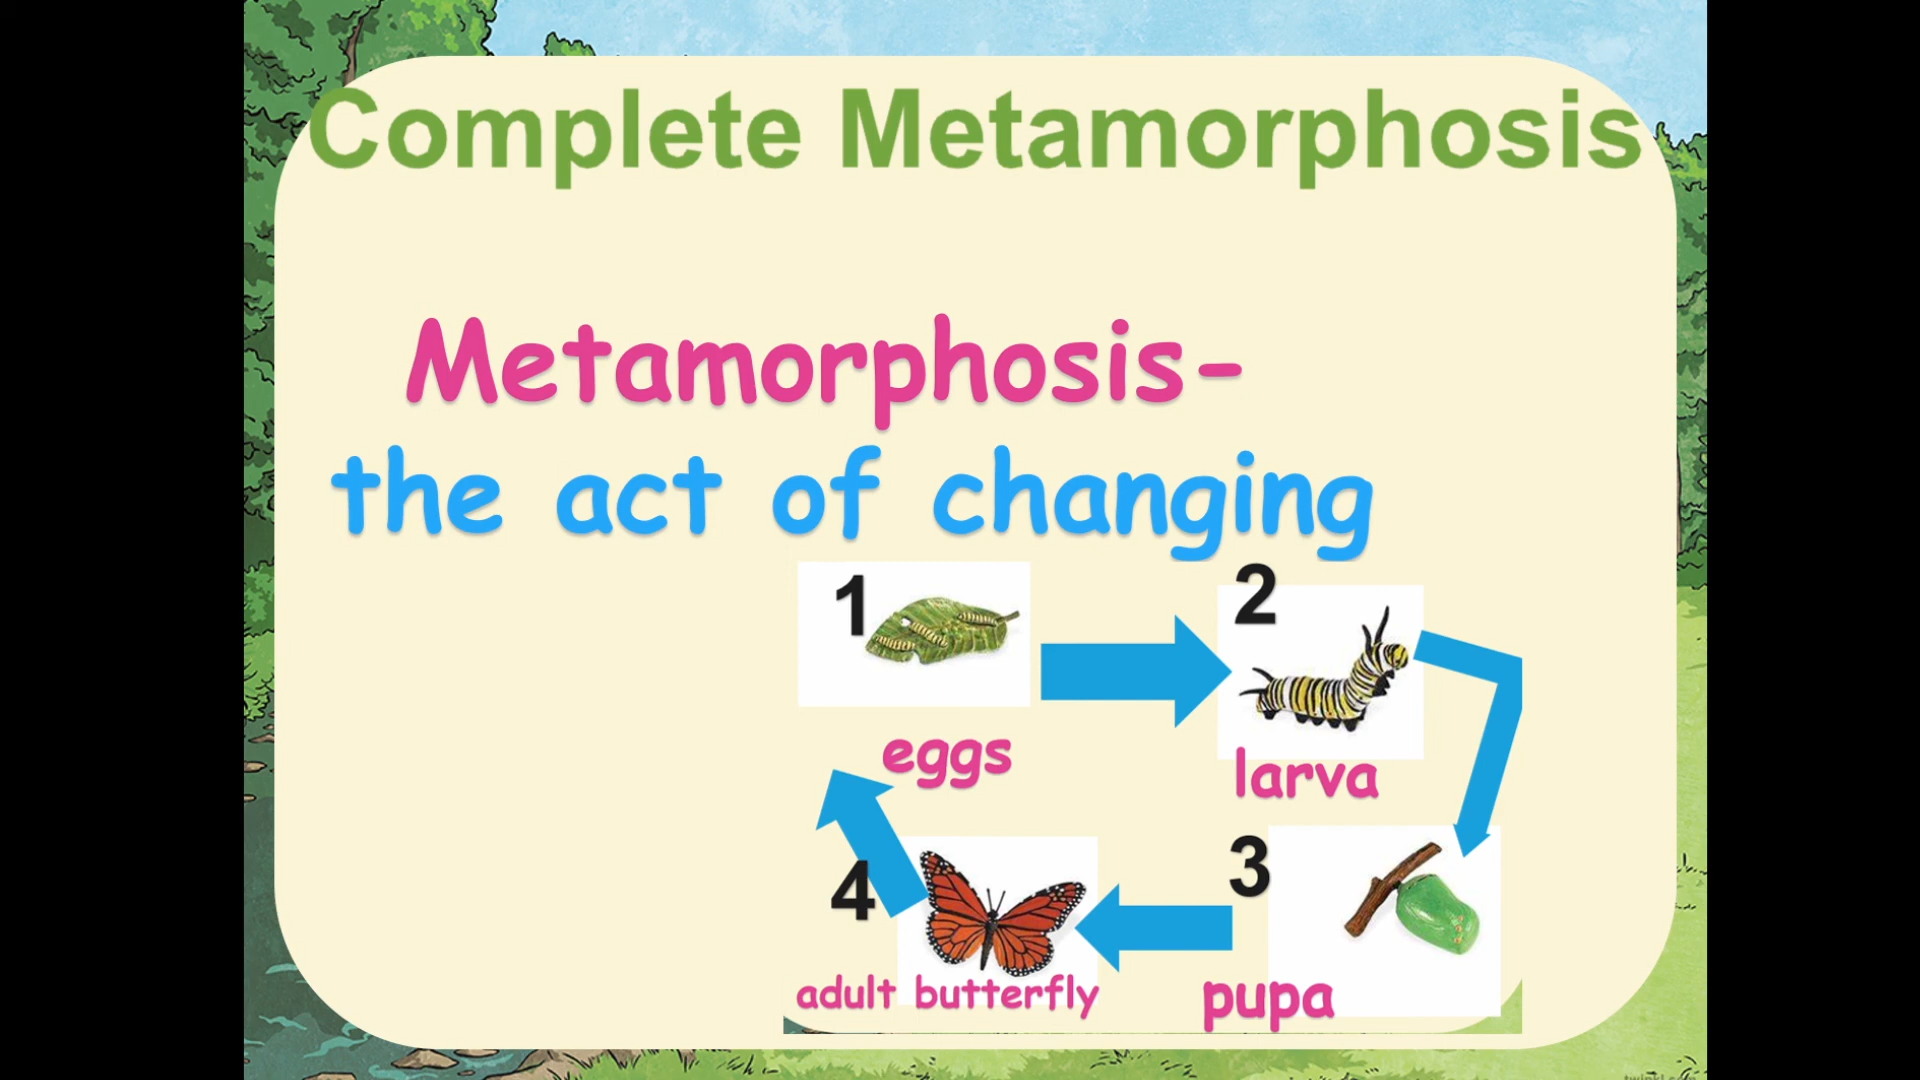 Complete Metamorphosis
Metamorphosis-
the act of changing
1
2
eggs
larva
4
3
adult butterfly
pupa